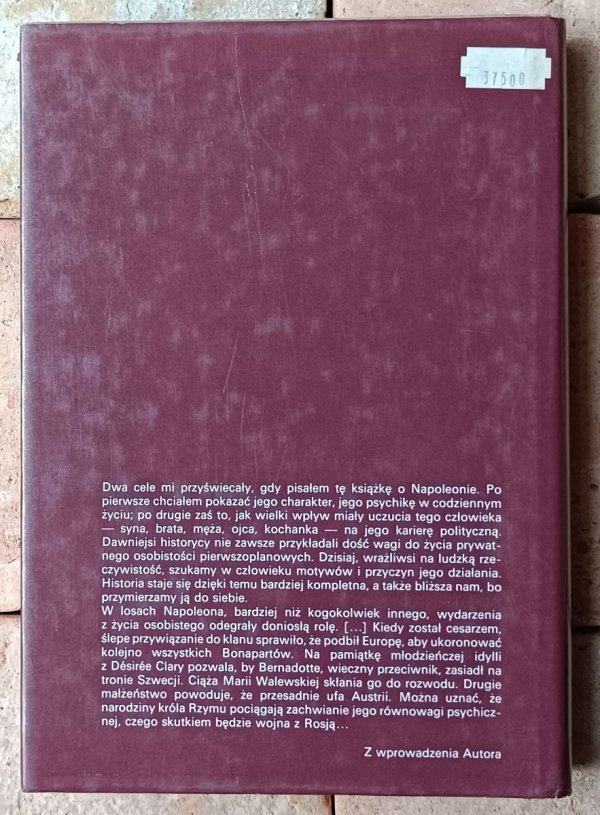 37500
Dwa cele mi przyświecały, gdy pisałem tę książkę o Napoleonie. Po
pierwsze chciałem pokazać jego charakter, jego psychikę w codziennym
życiu; po drugie zaś to, jak wielki wpływ miały uczucia tego człowieka
— syna, brata, męża, ojca, kochanka — na jego karierę polityczną.
Dawniejsi historycy nie zawsze przykładali dość wagi do życia prywat-
nego osobistości pierwszoplanowych. Dzisiaj, wrażliwsi na ludzką rze-
czywistość, szukamy w człowieku motywów i przyczyn jego działania.
Historia staje się dzięki temu bardziej kompletna, a także bliższa nam, bo
przymierzamy ją do siebie.
W losach Napoleona, bardziej niż kogokolwiek innego, wydarzenia
z życia osobistego odegrały doniosłą rolę. [...] Kiedy został cesarzem,
ślepe przywiązanie do klanu sprawiło, że podbił Europę, aby ukoronować
kolejno wszystkich Bonapartów. Na pamiątkę młodzieńczej idylli
z Désirée Clary pozwala, by Bernadotte, wieczny przeciwnik, zasiadł na
tronie Szwecji. Ciąża Marii Walewskiej skłania go do rozwodu. Drugie
małżeństwo powoduje, że przesadnie ufa Austrii. Można uznać, że
narodziny króla Rzymu pociągają zachwianie jego równowagi psychicz-
nej, czego skutkiem będzie wojna z Rosją...
Z wprowadzenia Autora